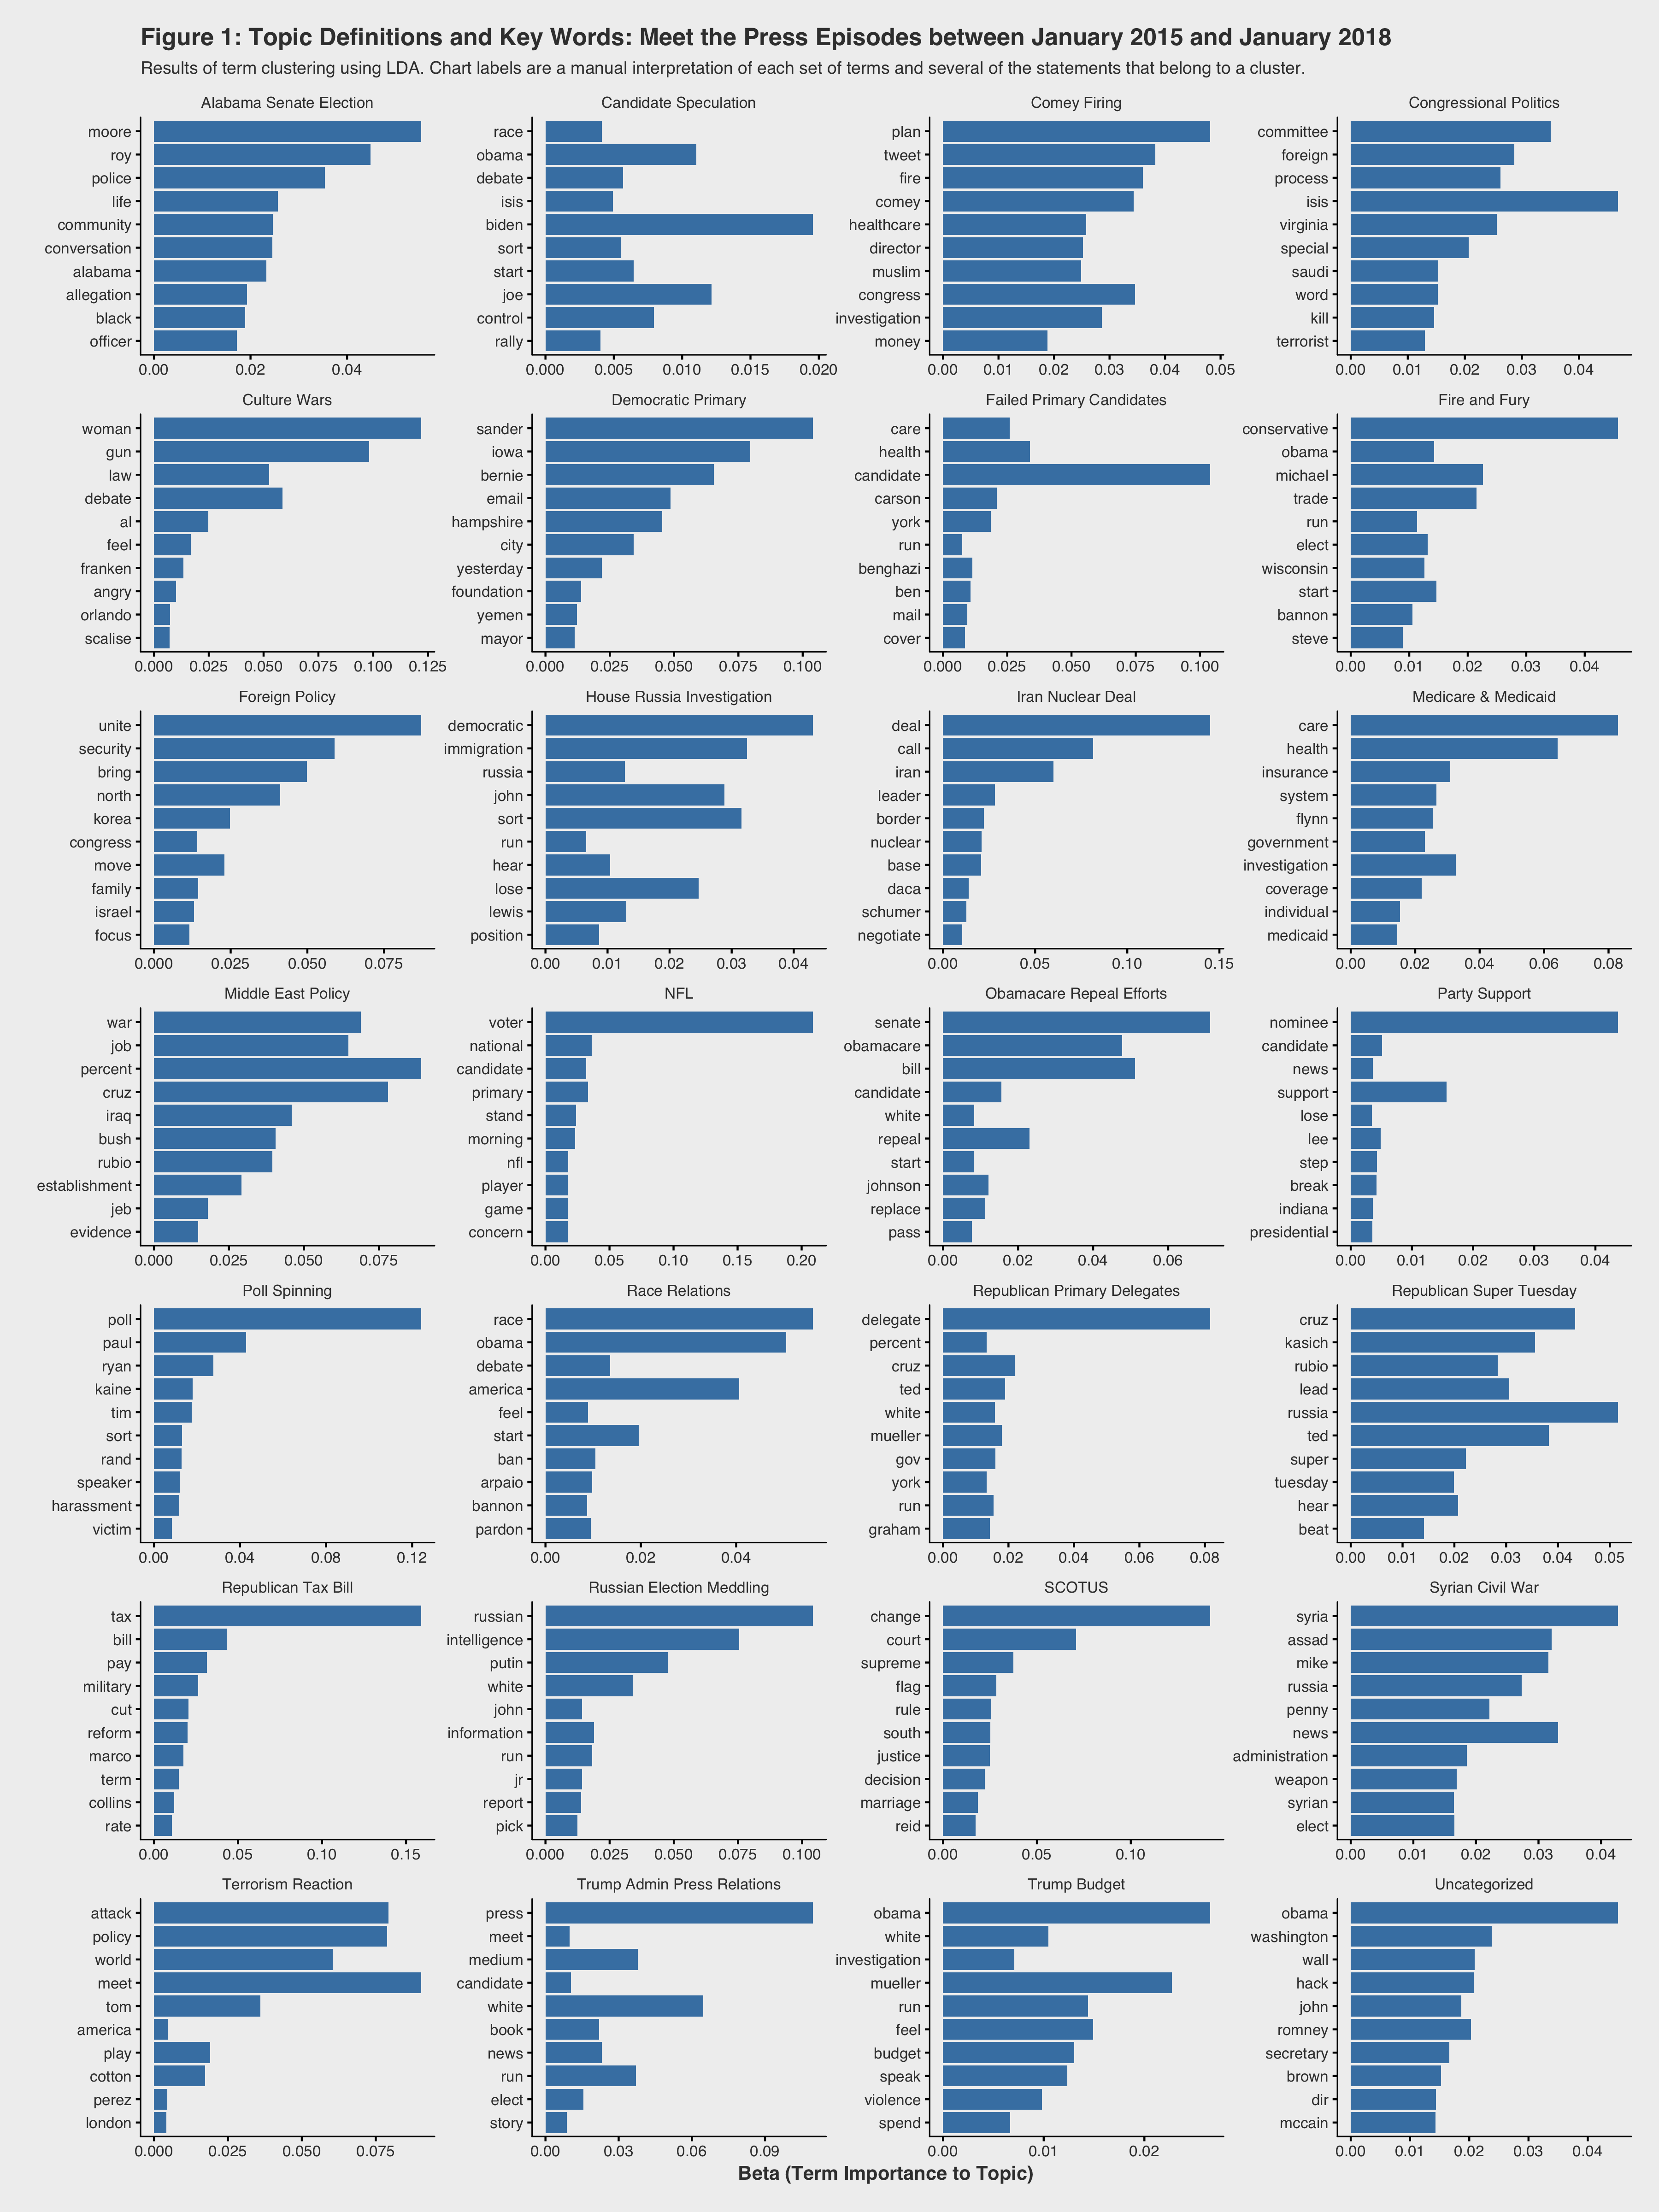 Figure 1: Topic Definitions and Key Words: Meet the Press Episodes between January 2015 and January 2018
Results of term clustering using LDA. Chart labels are a manual interpretation of each set of terms and several of the statements that belong to a cluster.
Alabama Senate Election
moore
roy
police
life
community
conversation
alabama
allegation
black
officer
0.00 0.02 0.04
Candidate Speculation
race
obama
debate
isis
biden
sort
start
joe
control
rally
0.000 0.005 0.010 0.015 0.020
Comey Firing
plan
tweet
fire
comey
healthcare
director
muslim
congress
investigation
money
0.00 0.01 0.02 0.03 0.04 0.05
Congressional Politics
committee
foreign
process
isis
virginia
special
saudi
word
kill
terrorist
0.00 0.01 0.02 0.03 0.04
Culture Wars
woman
gun
law
debate
al
feel
franken
angry
orlando
scalise
0.000 0.025 0.050 0.075 0.100 0.125
Democratic Primary
sander
iowa
bernie
email
hampshire
city
yesterday
foundation
yemen
mayor
0.000 0.025 0.050 0.075 0.100
Failed Primary Candidates
care
health
candidate
carson
york
run
benghazi
ben
mail
cover
0.000 0.025 0.050 0.075 0.100
Fire and Fury
conservative
obama
michael
trade
run
elect
wisconsin
start
bannon
steve
0.00 0.01 0.02 0.03 0.04
Foreign Policy
unite
security
bring
north
korea
congress
move
family
israel
focus
0.000 0.025 0.050 0.075
House Russia Investigation
democratic
immigration
russia
john
sort
run
hear
lose
lewis
position
0.00 0.01 0.02 0.03 0.04
Iran Nuclear Deal
deal
call
iran
leader
border
nuclear
base
daca
schumer
negotiate
0.00 0.05 0.10 0.15
Medicare & Medicaid
care
health
insurance
system
flynn
government
investigation
coverage
individual
medicaid
0.00 0.02 0.04 0.06 0.08
Middle East Policy
war
job
percent
cruz
iraq
bush
rubio
establishment
jeb
evidence
0.000 0.025 0.050 0.075
NFL
voter
national
candidate
primary
stand
morning
nfl
player
game
concern
0.00 0.05 0.10 0.15 0.20
Obamacare Repeal Efforts
senate
obamacare
bill
candidate
white
repeal
start
johnson
replace
pass
0.00 0.02 0.04 0.06
Party Support
nominee
candidate
news
support
lose
lee
step
break
indiana
presidential
0.00 0.01 0.02 0.03 0.04
Poll Spinning
poll
paul
ryan
kaine
tim
sort
rand
speaker
harassment
victim
0.00 0.04 0.08 0.12
Race Relations
race
obama
debate
america
feel
start
ban
arpaio
bannon
pardon
0.00 0.02 0.04
Republican Primary Delegates
delegate
percent
cruz
ted
white
mueller
gov
york
run
graham
0.00 0.02 0.04 0.06 0.08
Republican Super Tuesday
cruz
kasich
rubio
lead
russia
ted
super
tuesday
hear
beat
0.00 0.01 0.02 0.03 0.04 0.05
Republican Tax Bill
tax
bill
pay
military
cut
reform
marco
term
collins
rate
0.00 0.05 0.10 0.15
Russian Election Meddling
russian
intelligence
putin
white
john
information
run
jr
report
pick
0.000 0.025 0.050 0.075 0.100
SCOTUS
change
court
supreme
flag
rule
south
justice
decision
marriage
reid
0.00 0.05 0.10
Syrian Civil War
syria
assad
mike
russia
penny
news
administration
weapon
syrian
elect
0.00 0.01 0.02 0.03 0.04
Terrorism Reaction
attack
policy
world
meet
tom
america
play
cotton
perez
london
0.000 0.025 0.050 0.075
Trump Admin Press Relations
press
meet
medium
candidate
white
book
news
run
elect
story
0.00 0.03 0.06 0.09
Trump Budget
obama
white
investigation
mueller
run
feel
budget
speak
violence
spend
0.00 0.01 0.02
Uncategorized
obama
washington
wall
hack
john
romney
secretary
brown
dir
mccain
0.00 0.01 0.02 0.03 0.04
Beta (Term Importance to Topic)